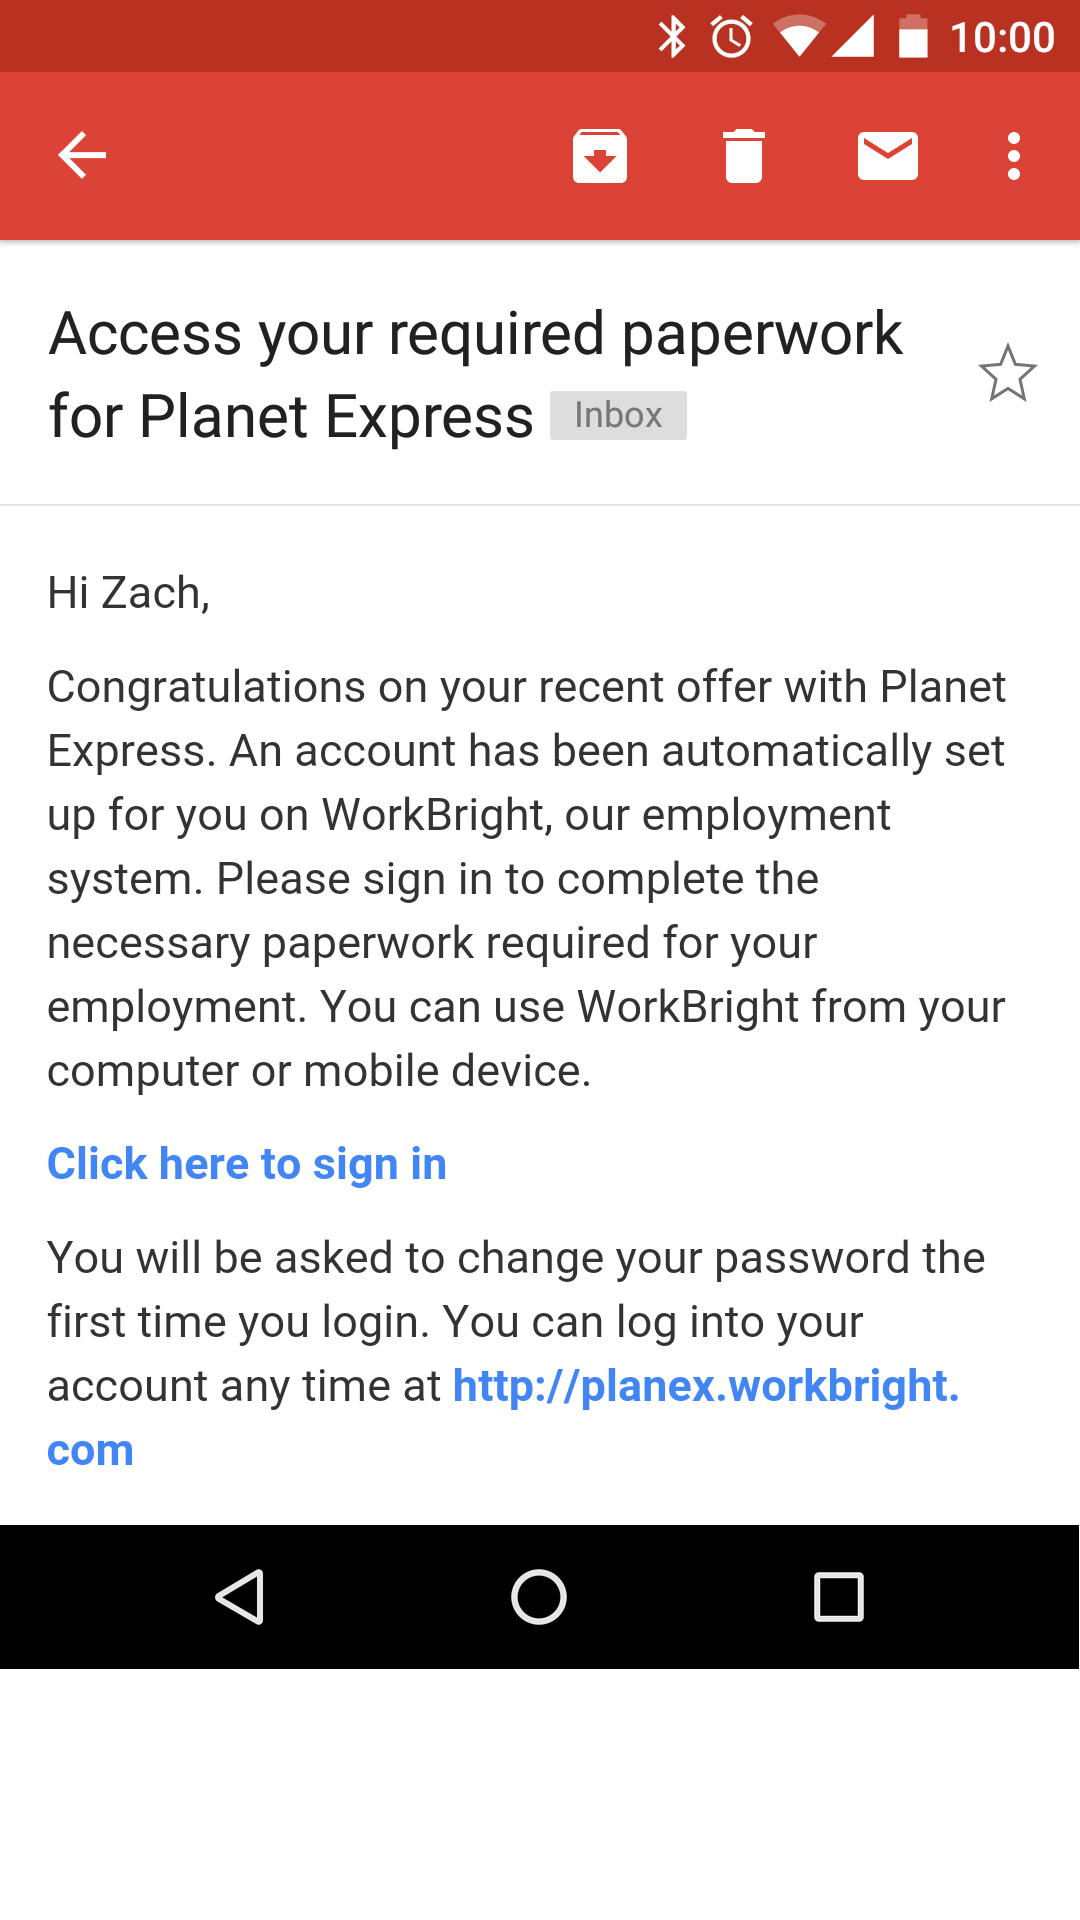 10:00
Access your required paperwork
for Planet Express Inbox
Hi Zach,
Congratulations on your recent offer with Planet
Express. An account has been automatically set
up for you on WorkBright, our employment
system. Please sign in to complete the
necessary paperwork required for your
employment. You can use WorkBright from your
computer or mobile device.
Click here to sign in
You will be asked to change your password the
first time you login. You can log into your
account any time at http://planex.workbright.
com